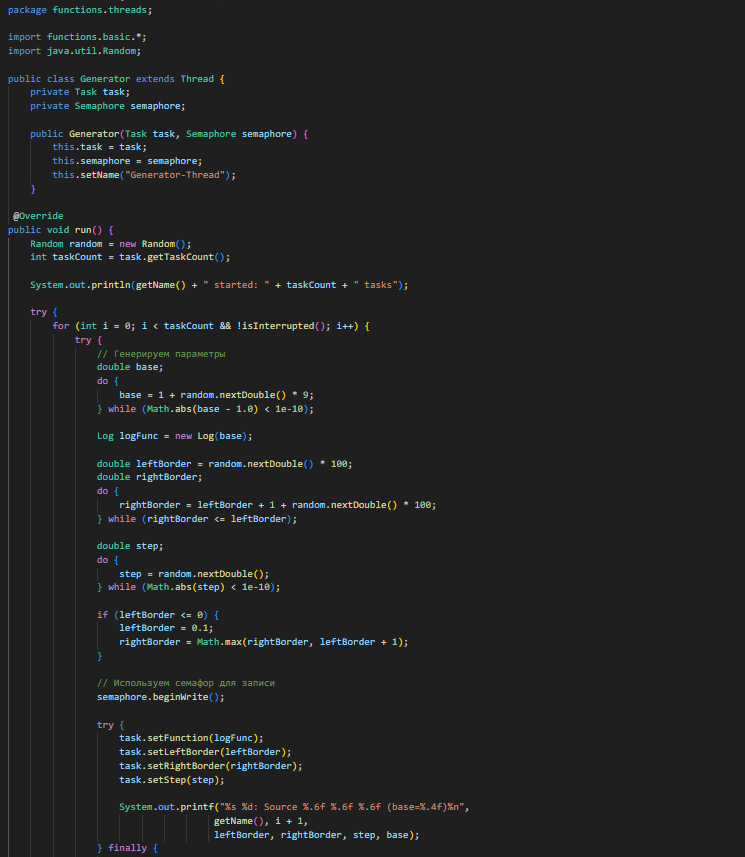 package functions.threads;
import functions.basic.*;
import java.util.Random;
public class Generator extends Thread {
private Task task;
private Semaphore semaphore;
public Generator(Task task, Semaphore semaphore) {
this.task = task;
this.semaphore = semaphore;
this.setName("Generator-Thread");
}
@Override
public void run() {
Random random = new Random();
int taskCount = task.getTaskCount();
System.out.println(getName() + " started: " + taskCount + " tasks");
try {
for (int i = 0; i < taskCount && !isInterrupted(); i++) {
try {
// Генерируем параметры
double base;
do {
base = 1 + random.nextDouble() * 9;
} while (Math.abs(base - 1.0) < 1e-10);
Log logFunc = new Log(base);
double leftBorder = random.nextDouble() * 100;
double rightBorder;
do {
rightBorder = leftBorder + 1 + random.nextDouble() * 100;
} while (rightBorder <= leftBorder);
double step;
do {
step = random.nextDouble();
} while (Math.abs(step) < 1e-10);
if (leftBorder <= 0) {
leftBorder = 0.1;
rightBorder = Math.max(rightBorder, leftBorder + 1);
}
// Используем семафор для записи
semaphore.beginWrite();
try {
task.setFunction(logFunc);
task.setLeftBorder(leftBorder);
task.setRightBorder(rightBorder);
task.setStep(step);
System.out.printf("%s %d: Source %.6f %.6f %.6f (base=%.4f)%n",
getName(), i + 1,
leftBorder, rightBorder, step, base);
} finally {